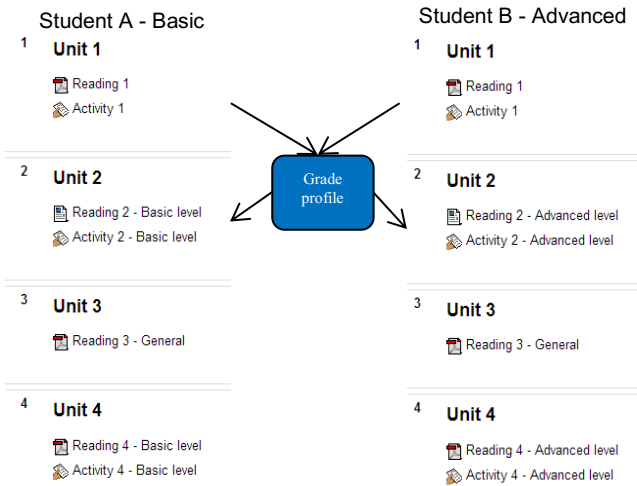 Student A - Basic
1 Unit 1
Reading 1
Activity 1
2 Unit 2
Reading 2 - Basic level
Activity 2 - Basic level
3 Unit 3
Reading 3 - General
4 Unit 4
Reading 4 - Basic level
Activity 4 - Basic level
Grade
profile
Student B - Advanced
1 Unit 1
Reading 1
Activity 1
2 Unit 2
Reading 2 - Advanced level
Activity 2 - Advanced level
3 Unit 3
Reading 3 - General
4 Unit 4
Reading 4 - Advanced level
Activity 4 - Advanced level